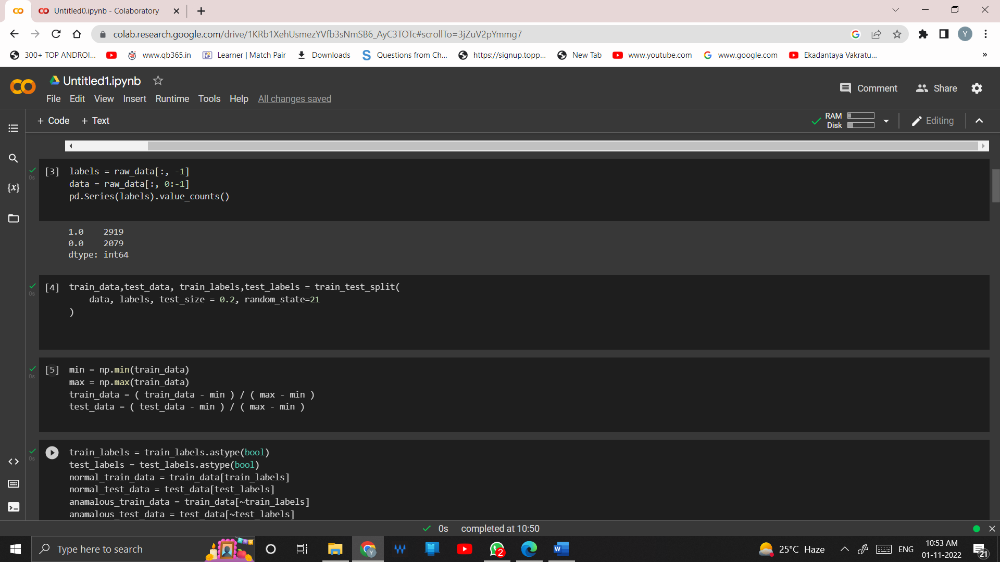 Untitled0.ipynb - Colaboratory
colab.research.google.com/drive/1KRb1XehUsmezYVfb3sNmSB6_AyC3TOTc#scrollTo=3jZuV2pYmmg7
Y
300+ TOP ANDROI... www.qb365.in Learner | Match Pair Downloads Questions from Ch... https://signup.topp... New Tab www.youtube.com www.google.com Ekadantaya Vakratu... »
Untitled1.ipynb
File Edit View Insert Runtime Tools Help All changes saved
Comment Share
+ Code + Text
RAM
Disk
Editing
[3] labels = raw_data[:, -1]
data = raw_data[:, 0:-1]
pd.Series(labels).value_counts()
0s
1.0    2919
0.0    2079
dtype: int64
[4] train_data,test_data, train_labels,test_labels = train_test_split(
data, labels, test_size = 0.2, random_state=21
)
0s
[5] min = np.min(train_data)
max = np.max(train_data)
train_data = ( train_data - min ) / ( max - min )
test_data = ( test_data - min ) / ( max - min )
0s
train_labels = train_labels.astype(bool)
test_labels = test_labels.astype(bool)
normal_train_data = train_data[train_labels]
normal_test_data = test_data[test_labels]
anamalous_train_data = train_data[~train_labels]
anamalous_test_data = test_data[~test_labels]
0s
{x}
0s completed at 10:50
Type here to search
2
25°C Haze
ENG
10:53 AM
01-11-2022
21